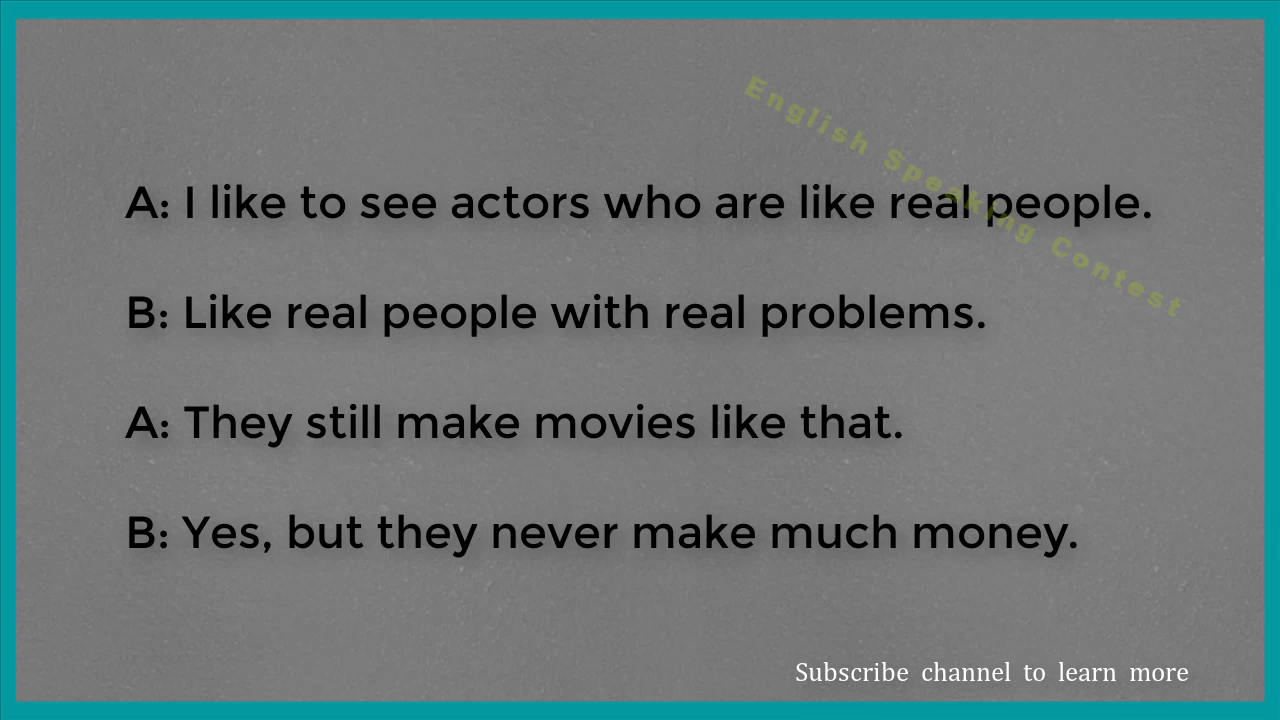 English Speaking Contest
A: I like to see actors who are like real people.
B: Like real people with real problems.
A: They still make movies like that.
B: Yes, but they never make much money.
Subscribe channel to learn more